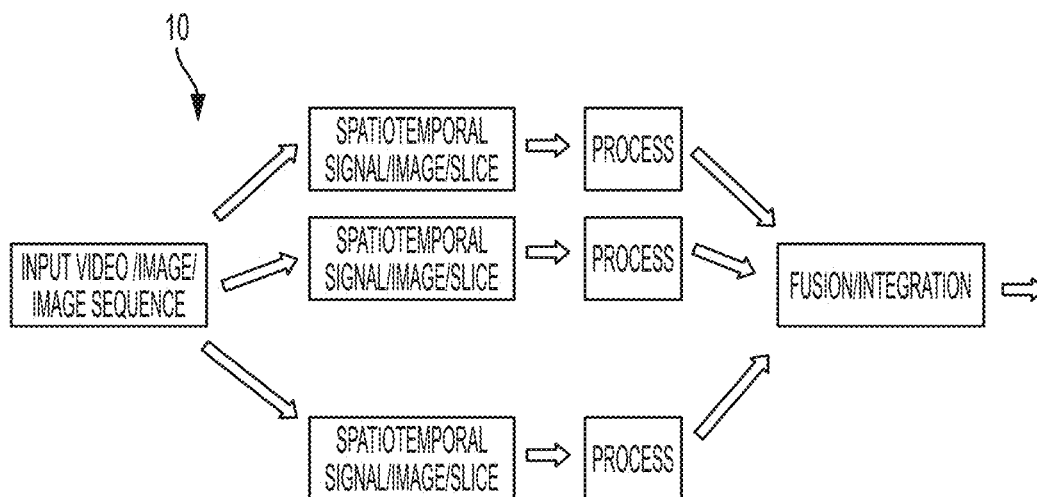 10
SPATIOTEMPORAL
SIGNAL/IMAGE/SLICE
PROCESS
SPATIOTEMPORAL
SIGNAL/IMAGE/SLICE
PROCESS
INPUT VIDEO /IMAGE/
IMAGE SEQUENCE
FUSION/INTEGRATION
SPATIOTEMPORAL
SIGNAL/IMAGE/SLICE
PROCESS